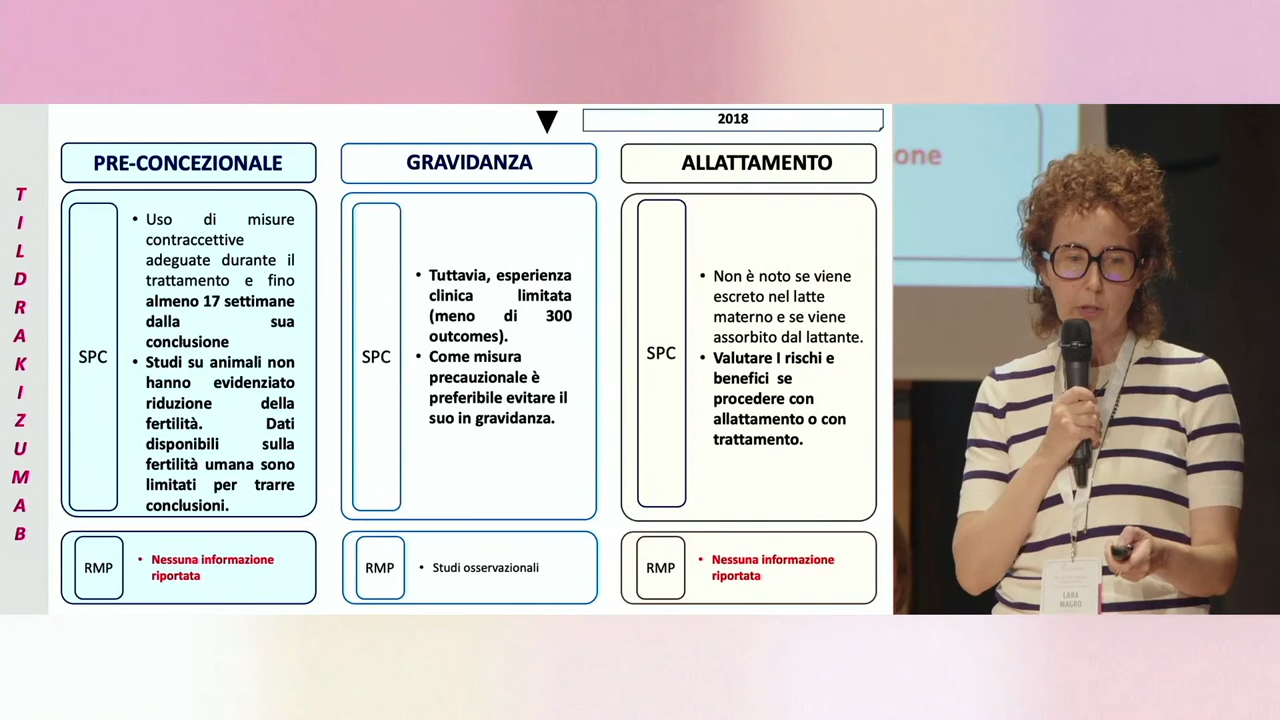 2018
TILDRAKIZUMAB
PRE-CONCEZIONALE
SPC
• Uso di misure
contraccettive
adeguate durante il
trattamento e fino
almeno 17 settimane
dalla sua
conclusione
• Studi su animali non
hanno evidenziato
riduzione della
fertilità. Dati
disponibili sulla
fertilità umana sono
limitati per trarre
conclusioni.
RMP
• Nessuna informazione
riportata
GRAVIDANZA
SPC
• Tuttavia, esperienza
clinica limitata
(meno di 300
outcomes).
• Come misura
precauzionale è
preferibile evitare il
suo in gravidanza.
RMP
• Studi osservazionali
ALLATTAMENTO
SPC
• Non è noto se viene
escreto nel latte
materno e se viene
assorbito dal lattante.
• Valutare I rischi e
benefici se
procedere con
allattamento o con
trattamento.
RMP
• Nessuna informazione
riportata
one
LARA
MAGRO